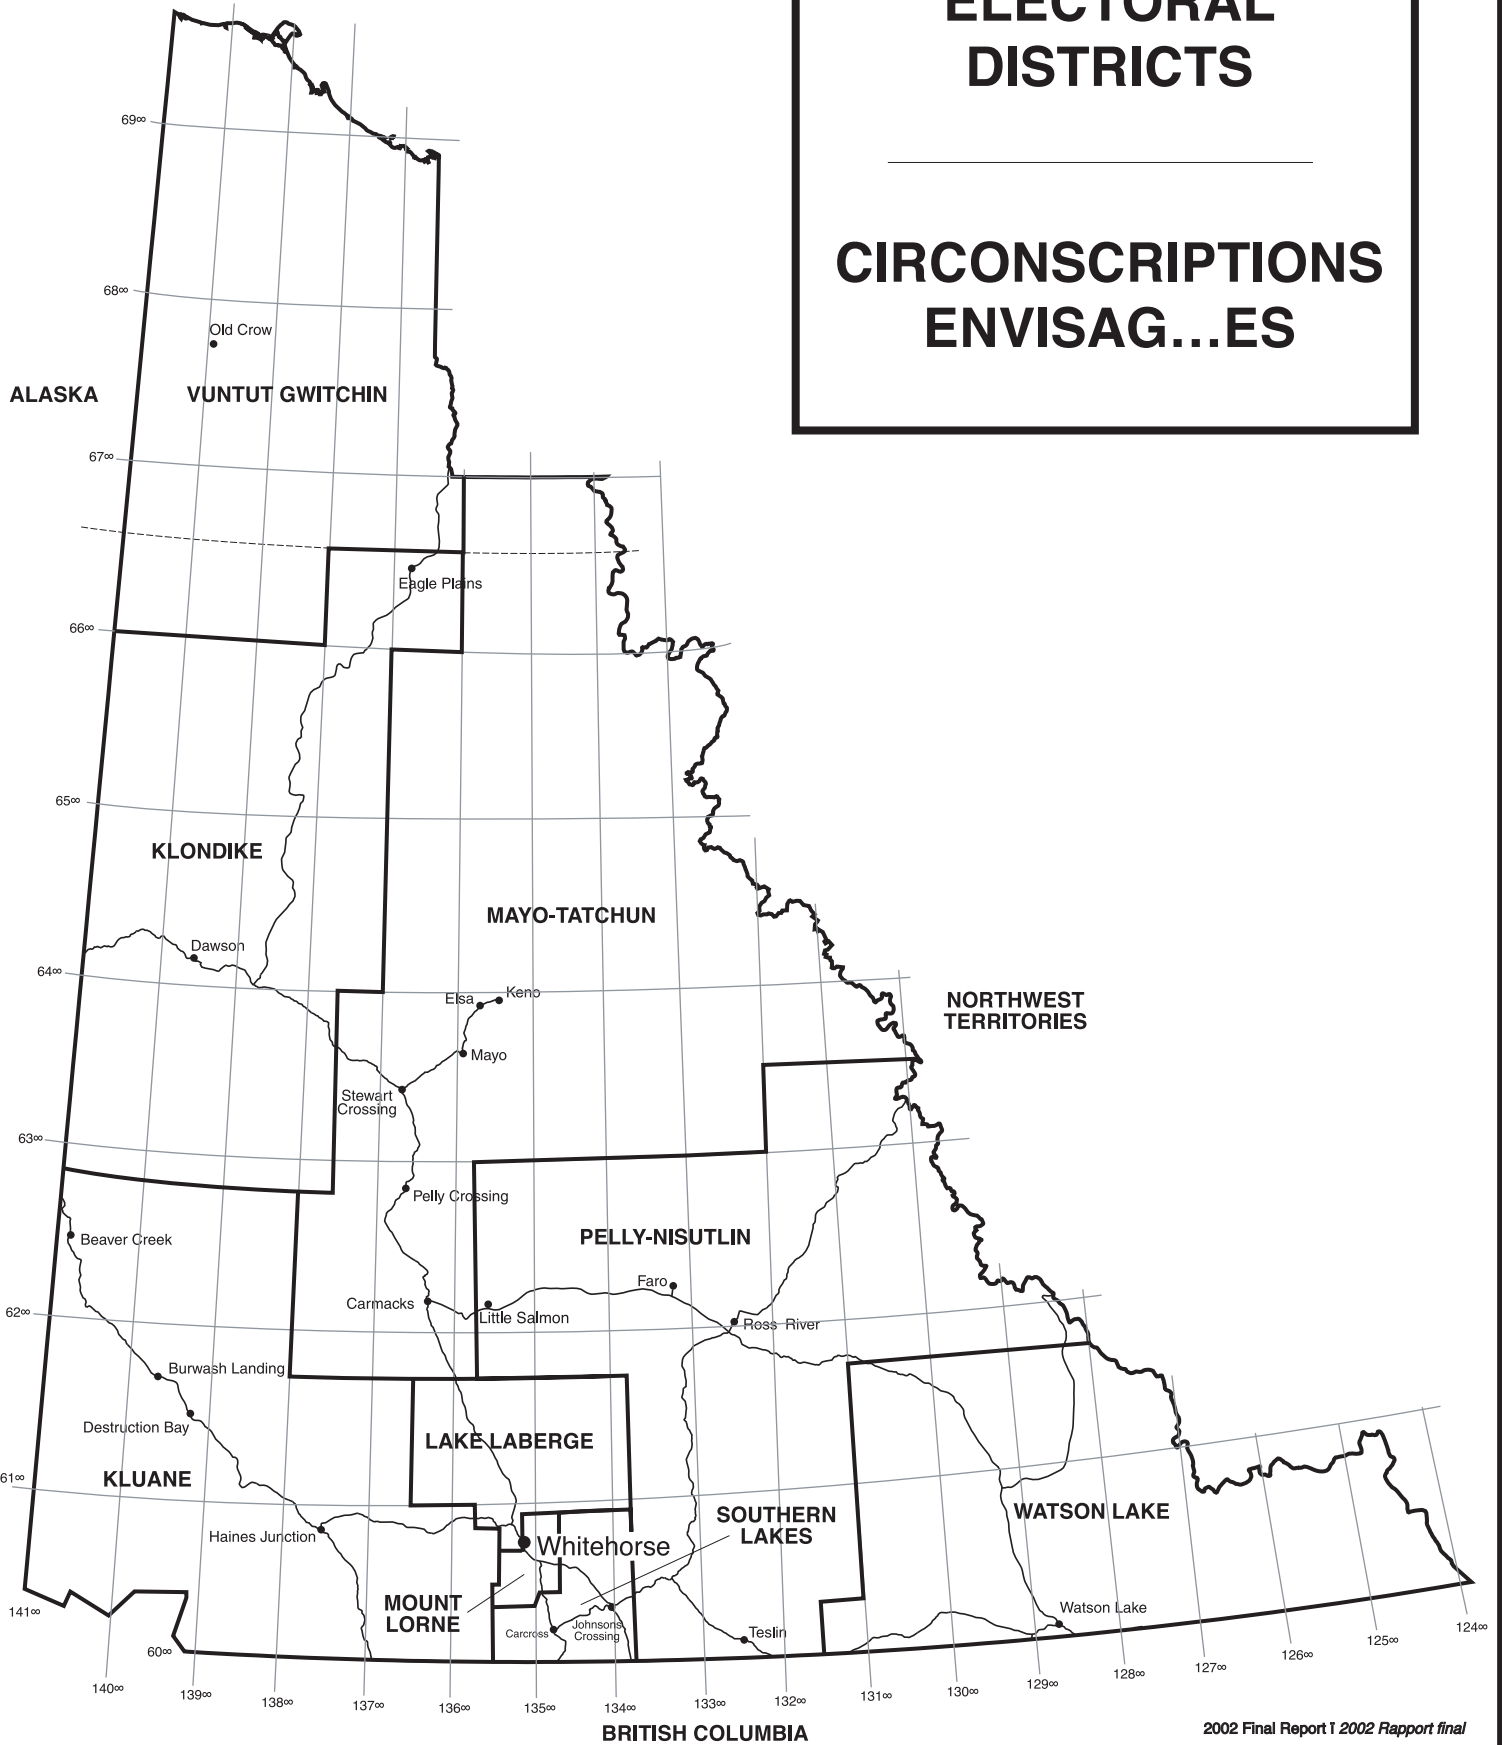 ELECTORAL
DISTRICTS
CIRCONSCRIPTIONS
ENVISAG...ES
69∞
68∞
Old Crow
ALASKA
VUNTUT GWITCHIN
67∞
Eagle Plains
66∞
65∞
KLONDIKE
MAYO-TATCHUN
Dawson
64∞
Elsa
Keno
NORTHWEST
TERRITORIES
Mayo
Stewart
Crossing
63∞
Pelly Crossing
Beaver Creek
PELLY-NISUTLIN
Faro
Carmacks
62∞
Little Salmon
Ross River
Burwash Landing
Destruction Bay
LAKE LABERGE
KLUANE
61∞
SOUTHERN
LAKES
WATSON LAKE
Haines Junction
Whitehorse
MOUNT
LORNE
141∞
Watson Lake
Johnsons
Crossing
Carcross
Teslin
60∞
124∞
125∞
126∞
127∞
128∞
129∞
130∞
131∞
132∞
133∞
134∞
135∞
136∞
137∞
138∞
139∞
140∞
BRITISH COLUMBIA
2002 Final Report ï 2002 Rapport final